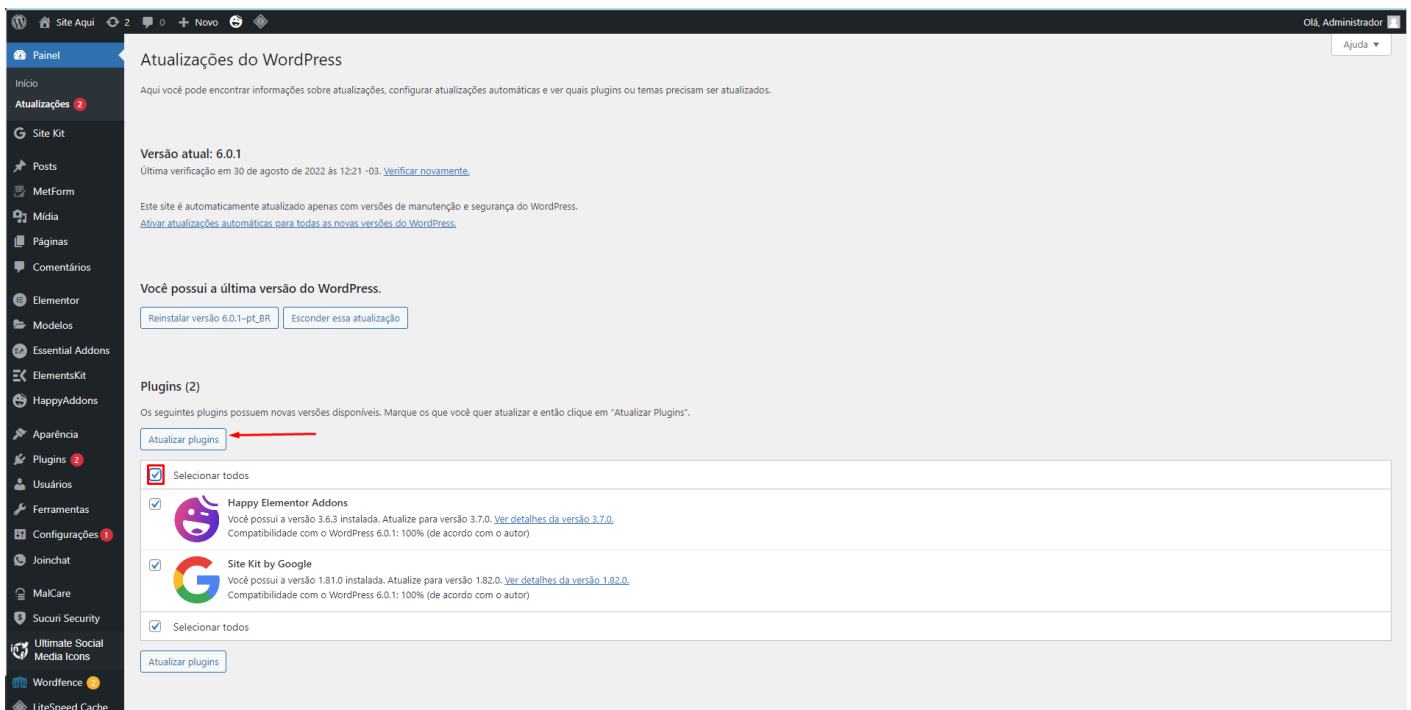 Site Aqui 2 0 + Novo
Olá, Administrador
Ajuda ▼
Painel
Início
Atualizações 2
Site Kit
Posts
MetForm
Mídia
Páginas
Comentários
Elementor
Modelos
Essential Addons
ElementsKit
HappyAddons
Aparência
Plugins 2
Usuários
Ferramentas
Configurações 1
Joinchat
MalCare
Sucuri Security
Ultimate Social
Media Icons
Wordfence 2
LiteSpeed Cache
Atualizações do WordPress
Aqui você pode encontrar informações sobre atualizações, configurar atualizações automáticas e ver quais plugins ou temas precisam ser atualizados.
Versão atual: 6.0.1
Última verificação em 30 de agosto de 2022 às 12:21 -03. Verificar novamente.
Este site é automaticamente atualizado apenas com versões de manutenção e segurança do WordPress.
Ativar atualizações automáticas para todas as novas versões do WordPress.
Você possui a última versão do WordPress.
Reinstalar versão 6.0.1–pt_BR Esconder essa atualização
Plugins (2)
Os seguintes plugins possuem novas versões disponíveis. Marque os que você quer atualizar e então clique em "Atualizar Plugins".
Atualizar plugins
Selecionar todos
Happy Elementor Addons
Você possui a versão 3.6.3 instalada. Atualize para versão 3.7.0. Ver detalhes da versão 3.7.0.
Compatibilidade com o WordPress 6.0.1: 100% (de acordo com o autor)
Site Kit by Google
Você possui a versão 1.81.0 instalada. Atualize para versão 1.82.0. Ver detalhes da versão 1.82.0.
Compatibilidade com o WordPress 6.0.1: 100% (de acordo com o autor)
Selecionar todos
Atualizar plugins